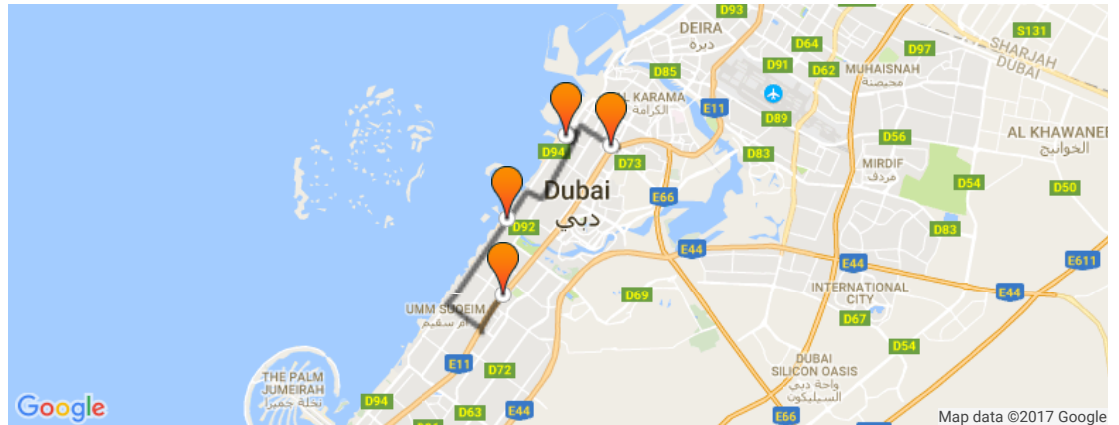 D93
DEIRA
ديرة
S131
D64
D97
SHARJAH
DUBAI
D85
D91
D62
MUHAISNAH
محيصنة
AL KARAMA
الكرامة
E11
D89
AL KHAWANEEJ
الخوانيج
D94
D73
D56
D83
MIRDIF
مردف
D54
D50
Dubai
دبي
E66
D92
D83
E44
E44
E611
D69
INTERNATIONAL
CITY
E44
UMM SUQEIM
أم سقيم
D67
D54
E11
D72
DUBAI
SILICON OASIS
واحة دبي
السيليكون
THE PALM
JUMEIRAH
نخلة جميرا
D94
D63
E44
E66
Google
Map data ©2017 Google